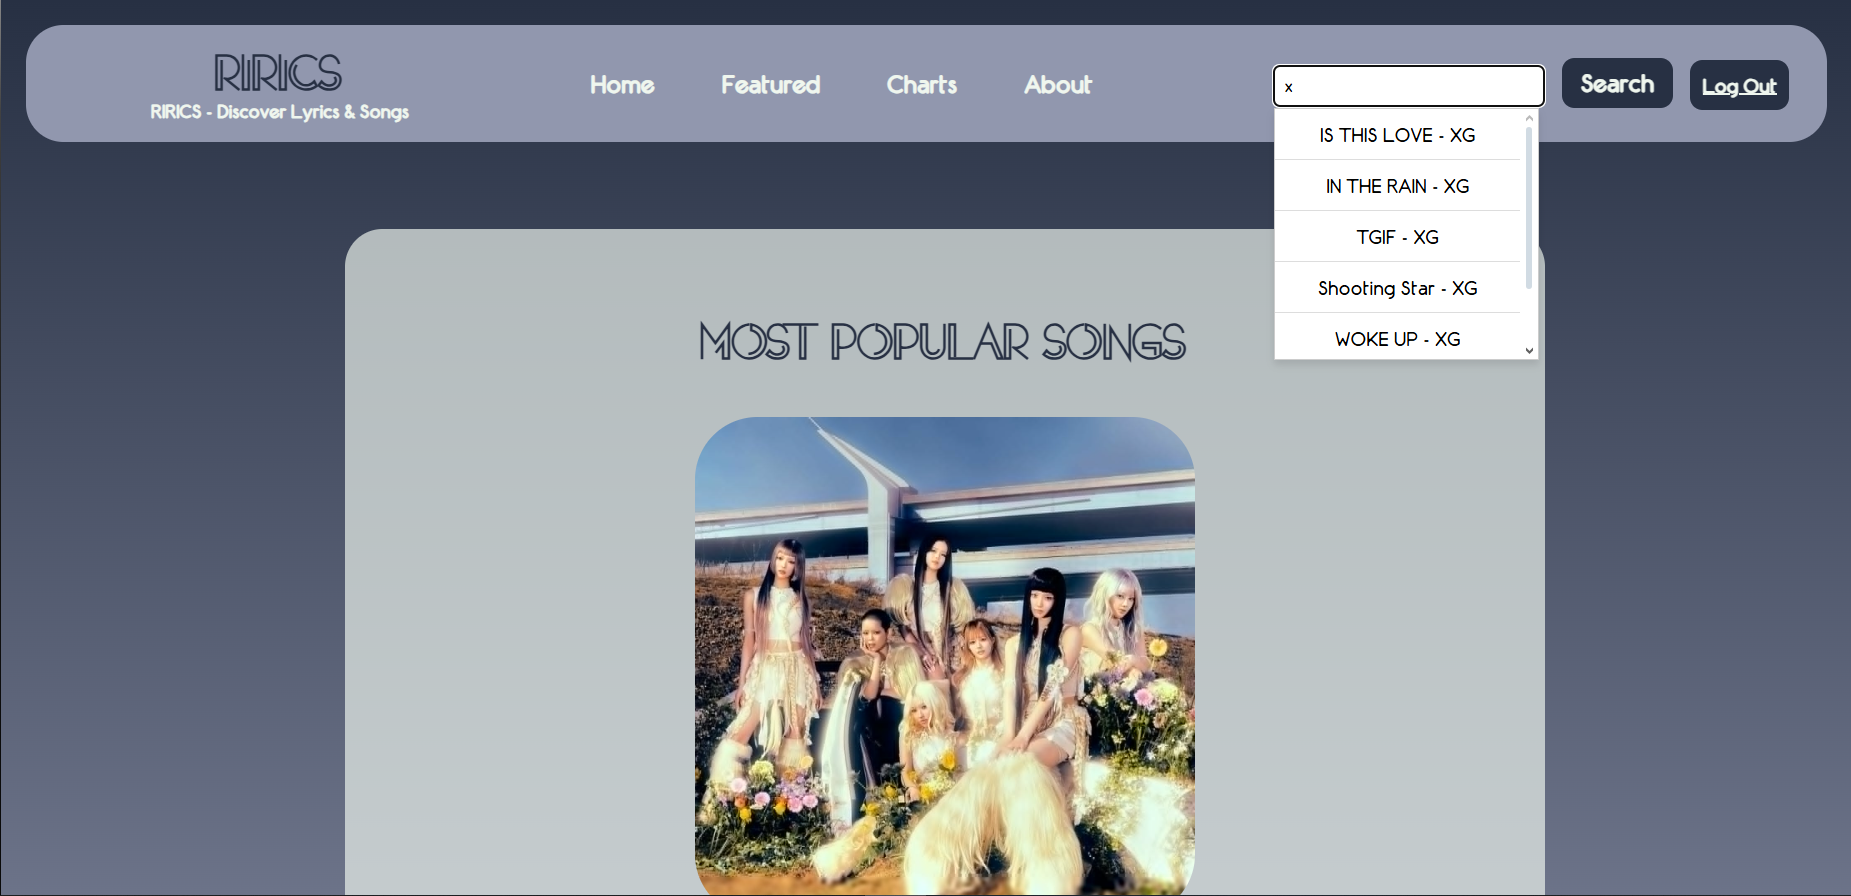 RIRICS
RIRICS - Discover Lyrics & Songs
Home
Featured
Charts
About
x
Search
Log Out
IS THIS LOVE - XG
IN THE RAIN - XG
TGIF - XG
Shooting Star - XG
WOKE UP - XG
MOST POPULAR SONGS